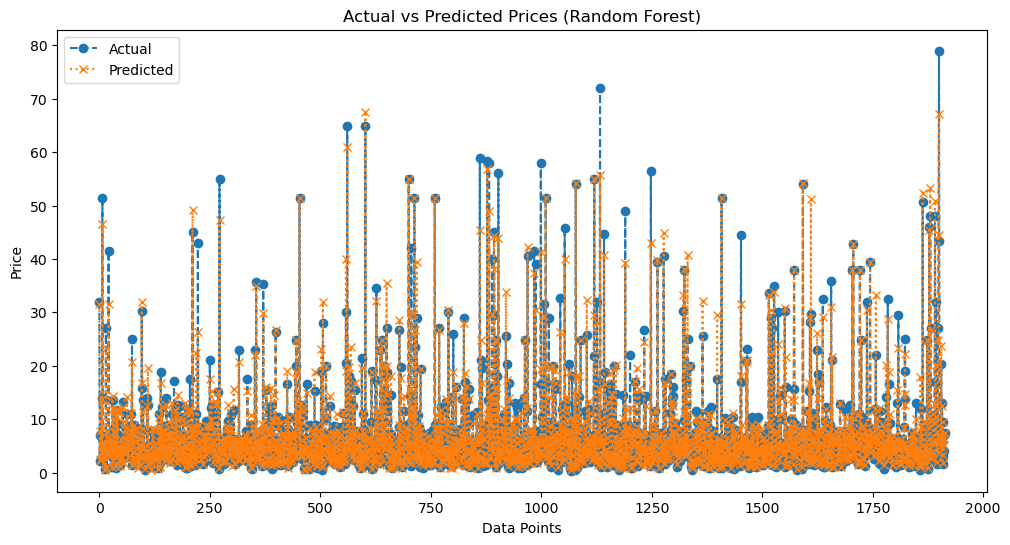 Actual vs Predicted Prices (Random Forest)
Actual
Predicted
Price
80
70
60
50
40
30
20
10
0
0 250 500 750 1000 1250 1500 1750 2000
Data Points